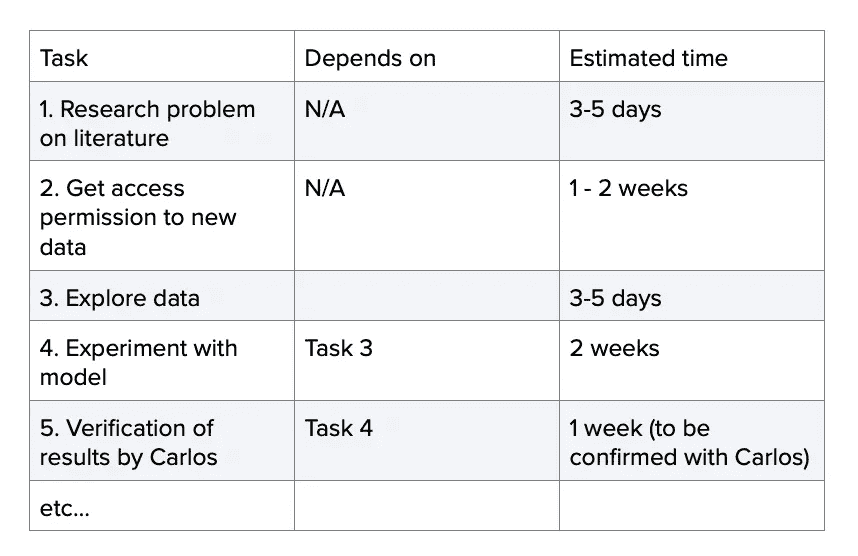 Task Depends on Estimated time
1. Research problem N/A 3-5 days
on literature
2. Get access N/A 1 - 2 weeks
permission to new
data
3. Explore data 3-5 days
4. Experiment with Task 3 2 weeks
model
5. Verification of Task 4 1 week (to be
results by Carlos confirmed with Carlos)
etc...